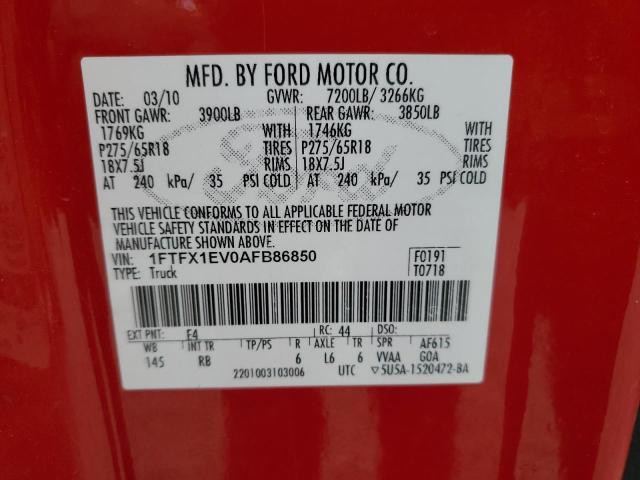 MFD. BY FORD MOTOR CO.
DATE: 03/10 GVWR: 7200LB/ 3266KG
FRONT GAWR: 3900LB REAR GAWR: 3850LB
1769KG WITH 1746KG WITH
P275/65R18 TIRES P275/65R18 TIRES
18X7.5J RIMS 18X7.5J RIMS
AT 240 kPa/ 35 PSI COLD AT 240 kPa/ 35 PSI COLD
Ford
THIS VEHICLE CONFORMS TO ALL APPLICABLE FEDERAL MOTOR
VEHICLE SAFETY STANDARDS IN EFFECT ON THE DATE OF
MANUFACTURE SHOWN ABOVE.
VIN: 1FTFX1EV0AFB86850 F0191
TYPE: Truck T0718
EXT PNT: F4 RC: 44 DSO:
WB INT TR TP/PS R AXLE TR SPR AF615
145 RB 6 L6 6 VVAA GOA
2201003103006 UTC ▽5U5A-1520472-BA